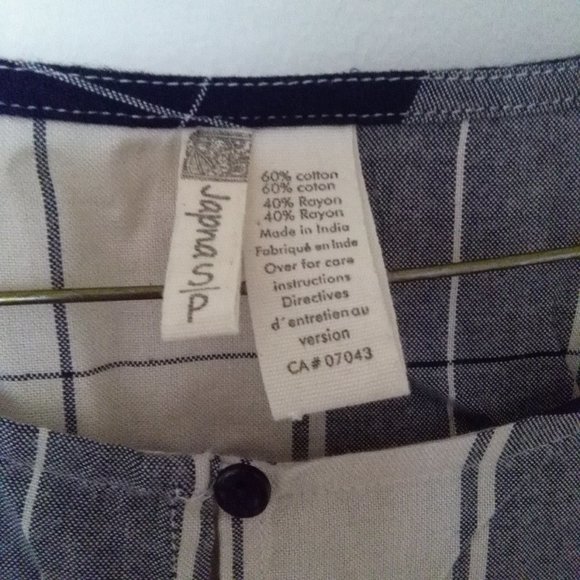 Japna S/P
60% cotton
60% coton
40% Rayon
40% Rayon
Made in India
Fabriqué en Inde
Over for care
instructions
Directives
d'entretien au
version
CA# 07043